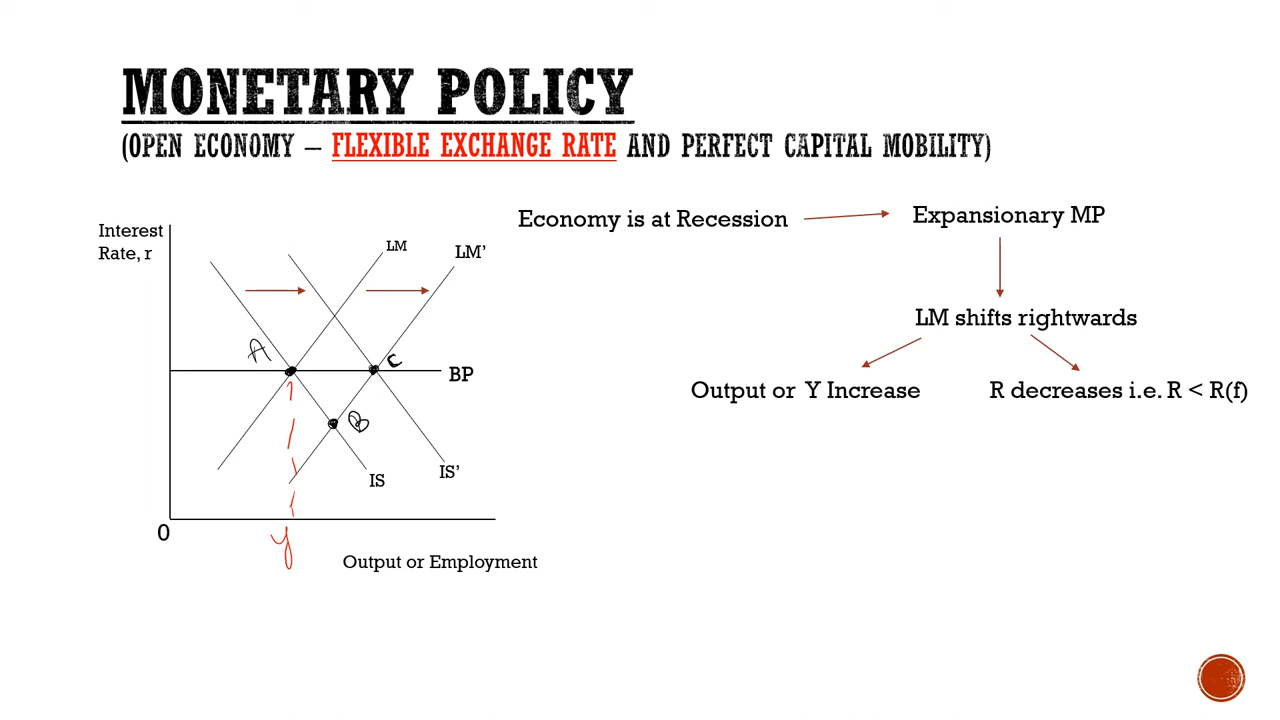 MONETARY POLICY
(OPEN ECONOMY – FLEXIBLE EXCHANGE RATE AND PERFECT CAPITAL MOBILITY)
Interest
Rate, r
LM
LM’
A
C
BP
B
IS
IS’
0
y
Output or Employment
Economy is at Recession
Expansionary MP
LM shifts rightwards
Output or Y Increase
R decreases i.e. R < R(f)